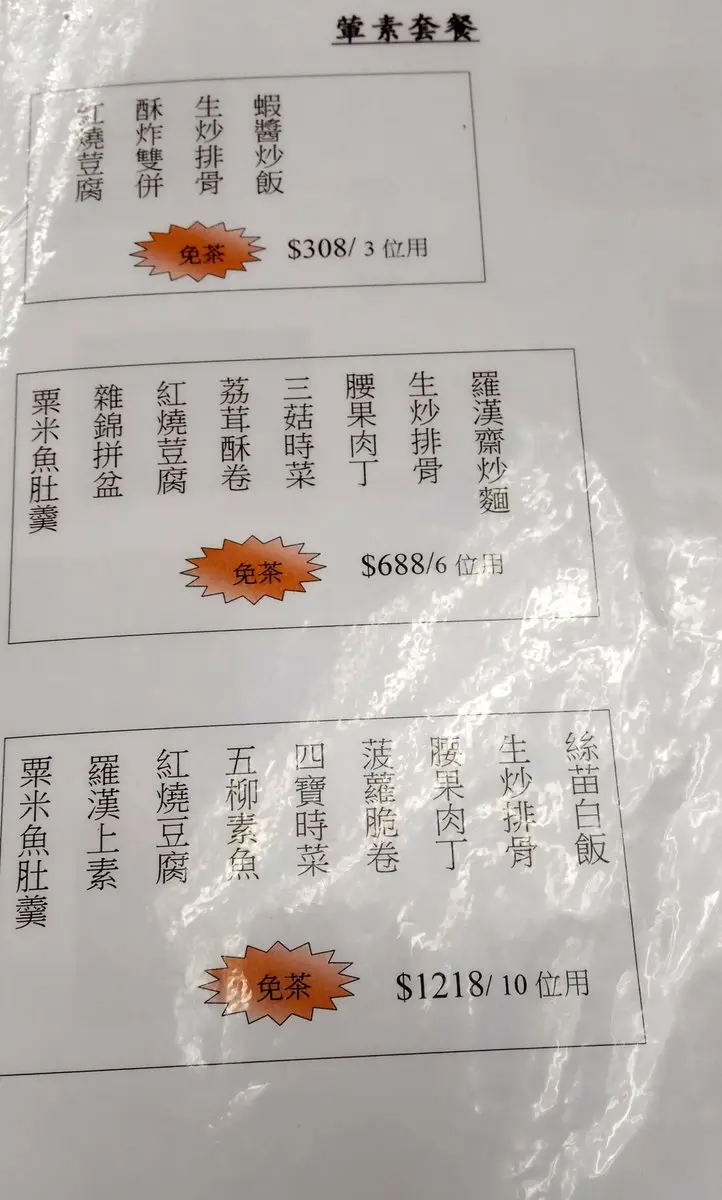 葷素套餐
紅燒荳腐
酥炸雙併
生炒排骨
蝦醬炒飯
免茶
$308/ 3 位用
粟米魚肚羹
雜錦拼盆
紅燒荳腐
荔茸酥卷
三菇時菜
腰果肉丁
生炒排骨
羅漢齋炒麵
免茶
$688/6 位用
粟米魚肚羹
羅漢上素
紅燒豆腐
五柳素魚
四寶時菜
菠蘿脆卷
腰果肉丁
生炒排骨
絲苗白飯
免茶
$1218/ 10 位用